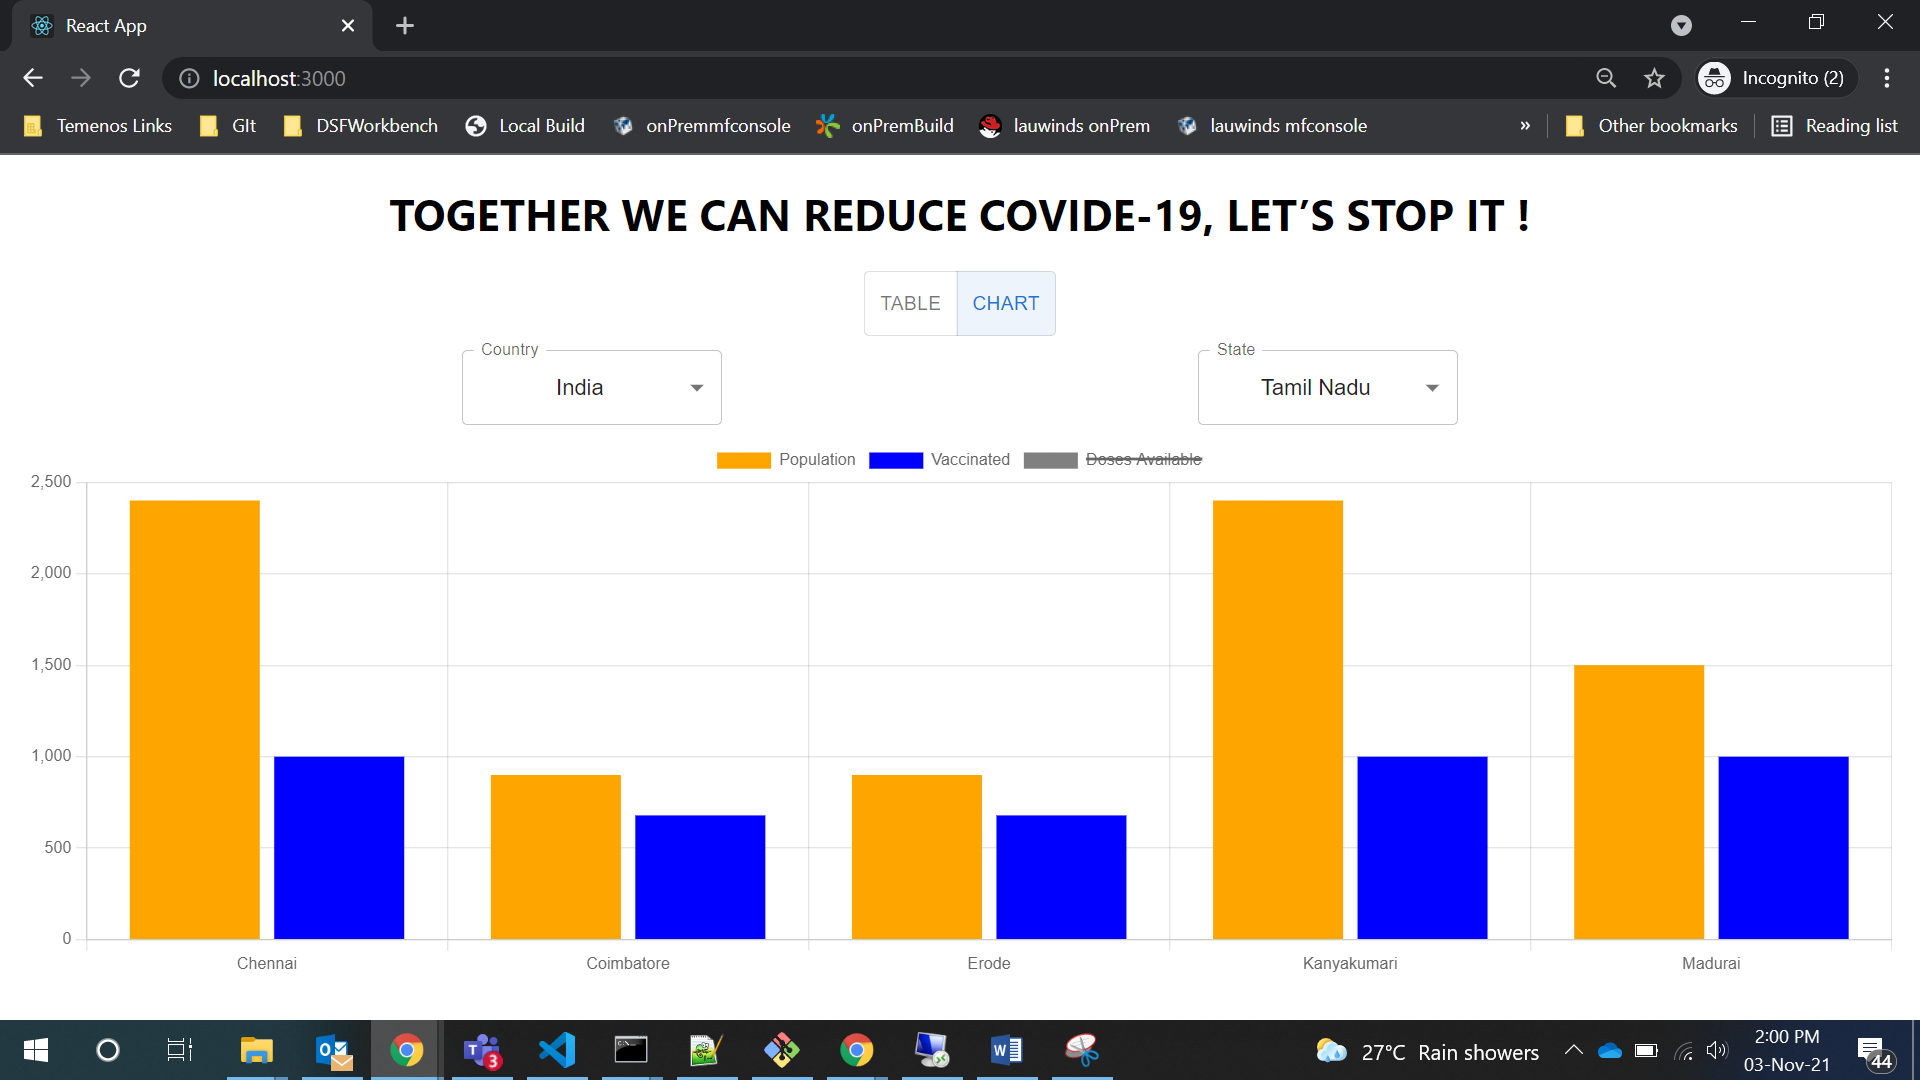 React App
localhost:3000
Incognito (2)
Temenos Links GIt DSFWorkbench Local Build onPremmfconsole onPremBuild lauwinds onPrem lauwinds mfconsole » Other bookmarks Reading list
TOGETHER WE CAN REDUCE COVIDE-19, LET’S STOP IT !
TABLE CHART
Country State
India Tamil Nadu
Population Vaccinated Doses Available
2,500
2,000
1,500
1,000
500
0
Chennai Coimbatore Erode Kanyakumari Madurai
27°C Rain showers
2:00 PM
03-Nov-21
3
44